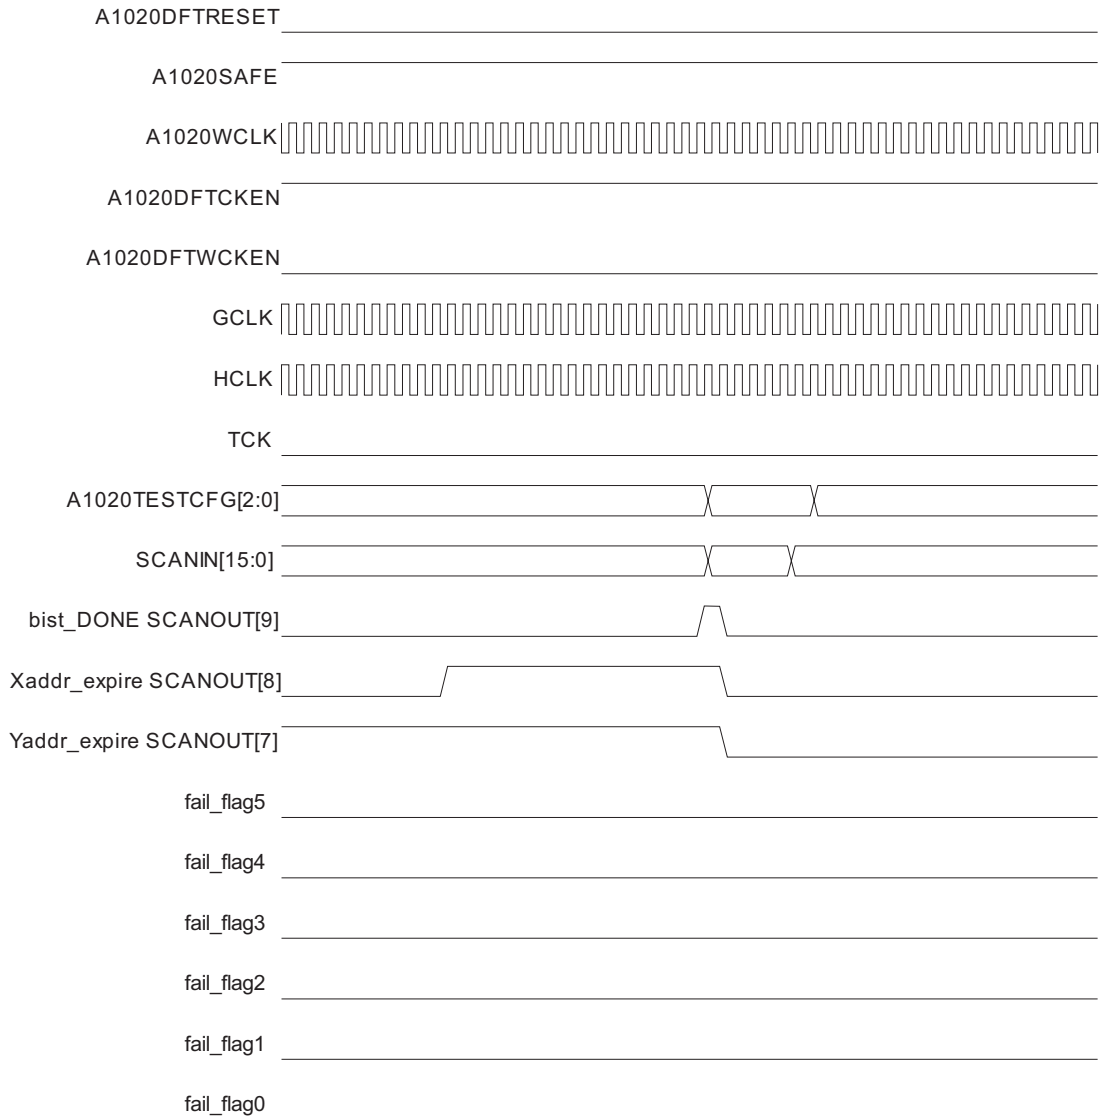 A1020DFTRESET
A1020SAFE
A1020WCLK
A1020DFTCKEN
A1020DFTWCKEN
GCLK
HCLK
TCK
A1020TESTCFG[2:0]
SCANIN[15:0]
bist_DONE SCANOUT[9]
Xaddr_expire SCANOUT[8]
Yaddr_expire SCANOUT[7]
fail_flag5
fail_flag4
fail_flag3
fail_flag2
fail_flag1
fail_flag0